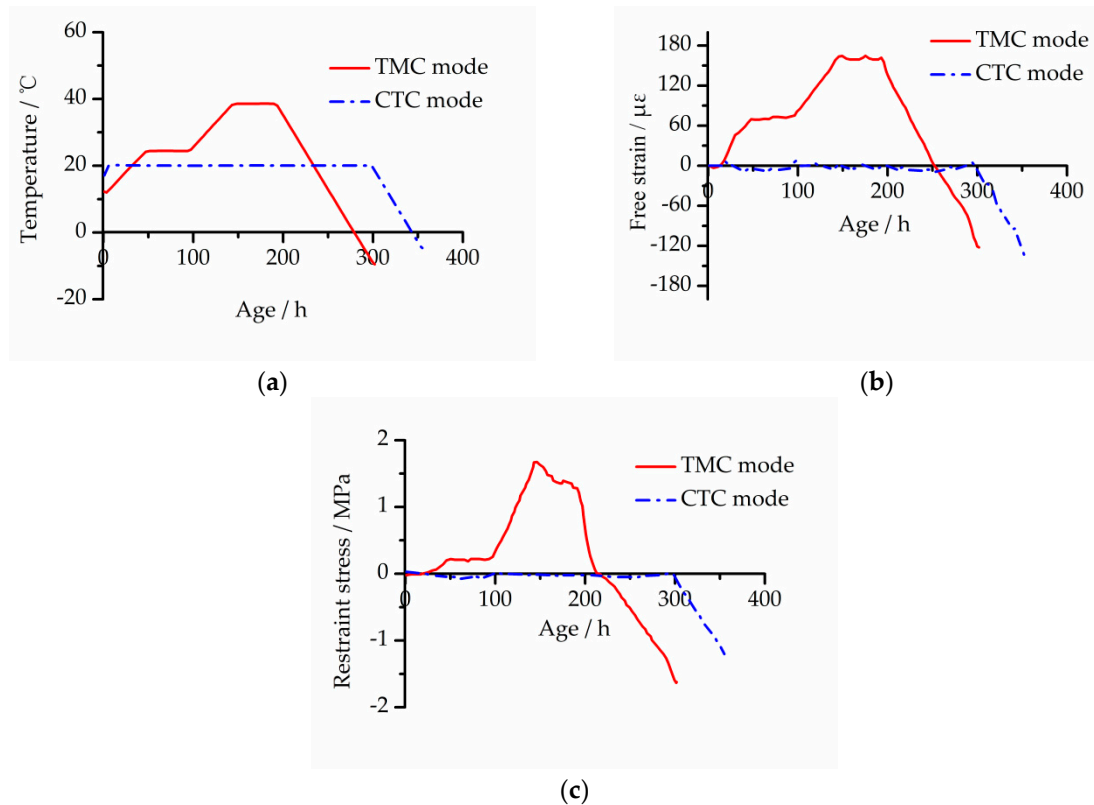 60
40
20
0
-20
0
100
200
300
400
Temperature / ℃
Age / h
TMC mode
CTC mode
(a)
180
120
60
0
-60
-120
-180
0
100
200
300
400
Free strain / με
Age / h
TMC mode
CTC mode
(b)
2
1
0
-1
-2
0
100
200
300
400
Restraint stress / MPa
Age / h
TMC mode
CTC mode
(c)